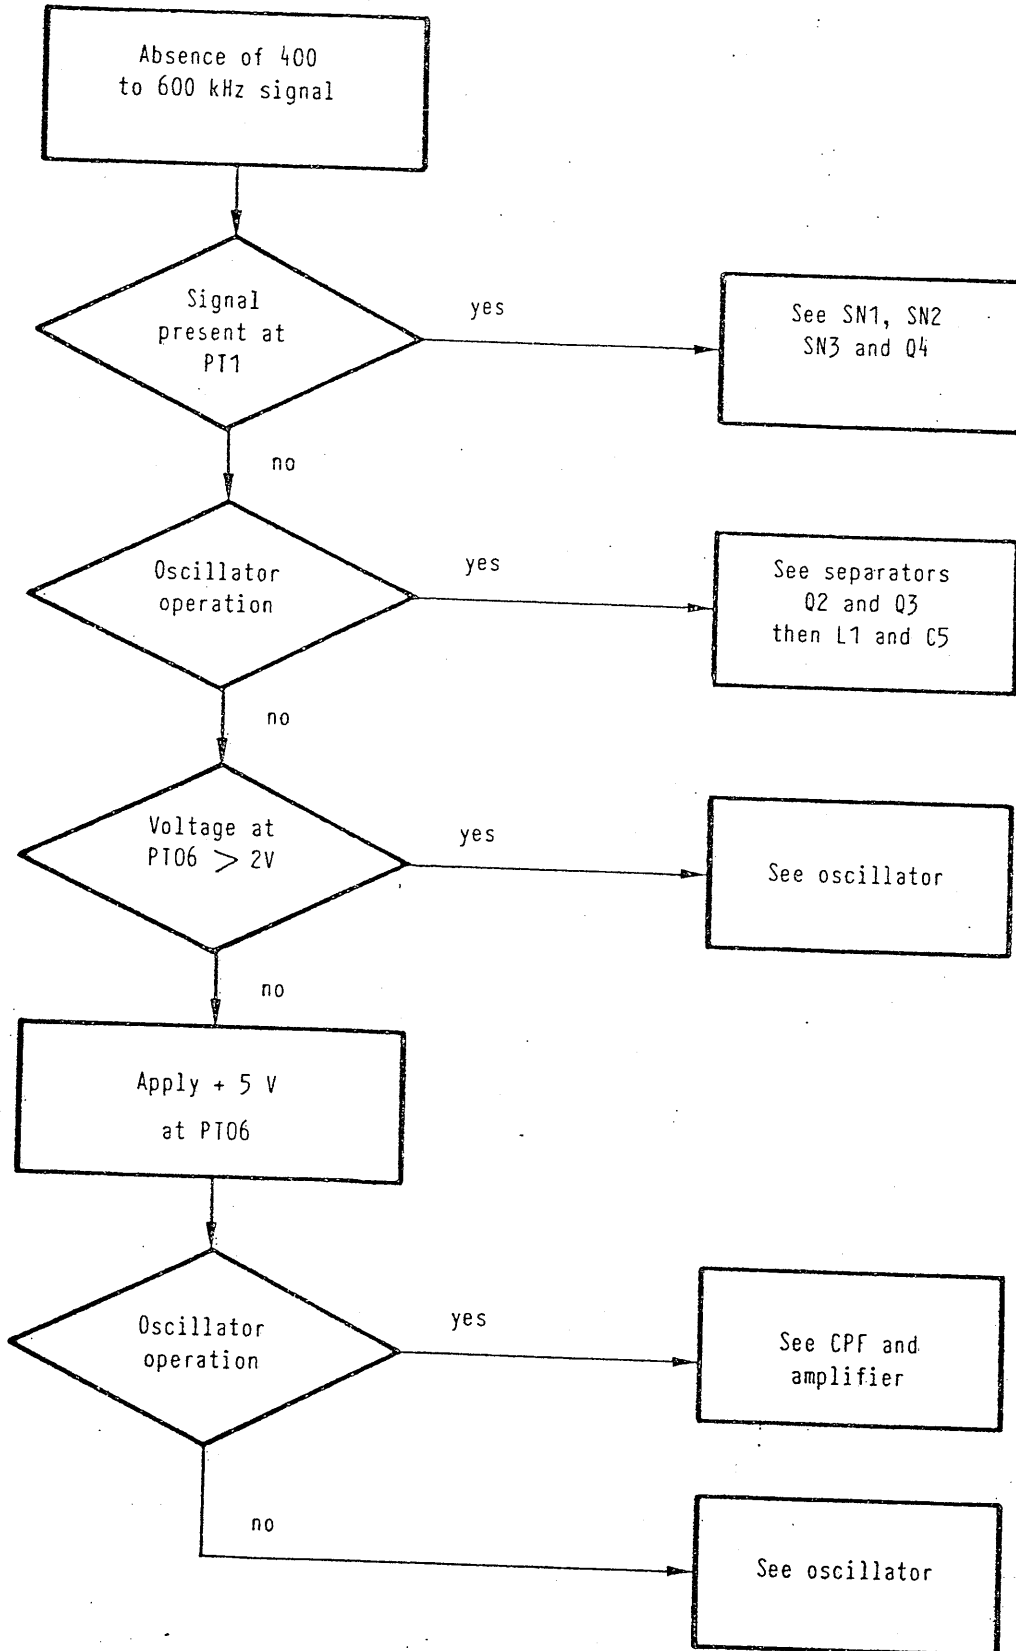 Absence of 400
to 600 kHz signal
Signal
present at
PT1
yes
See SN1, SN2
SN3 and Q4
no
Oscillator
operation
yes
See separators
Q2 and Q3
then L1 and C5
no
Voltage at
PT06 > 2V
yes
See oscillator
no
Apply + 5 V
at PT06
Oscillator
operation
yes
See CPF and
amplifier
no
See oscillator